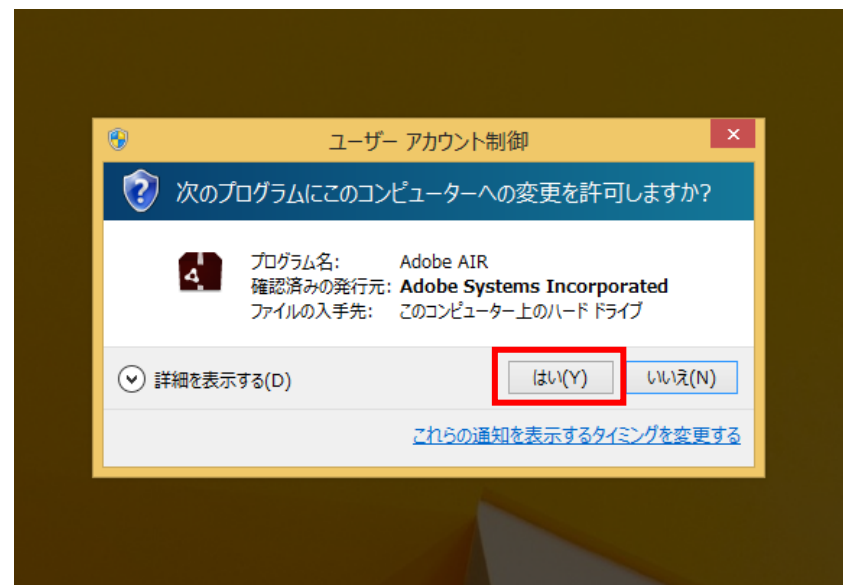 ユーザー アカウント制御
次のプログラムにこのコンピューターへの変更を許可しますか?
プログラム名: Adobe AIR
確認済みの発行元: Adobe Systems Incorporated
ファイルの入手先: このコンピューター上のハード ドライブ
詳細を表示する(D) はい(Y) いいえ(N)
これらの通知を表示するタイミングを変更する